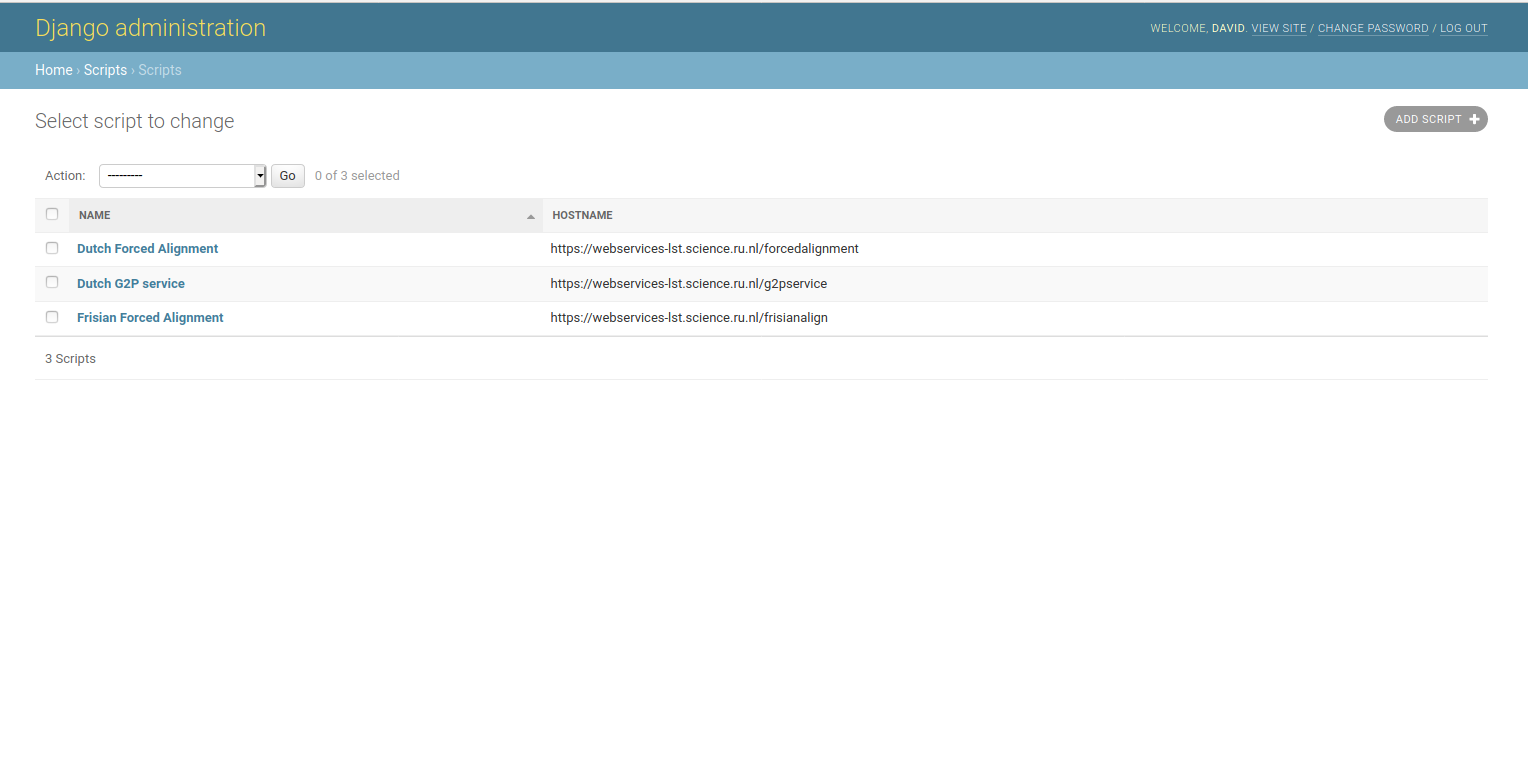 Django administration
WELCOME, DAVID. VIEW SITE / CHANGE PASSWORD / LOG OUT
Home › Scripts › Scripts
Select script to change
ADD SCRIPT
Action: --------- Go 0 of 3 selected
NAME HOSTNAME
Dutch Forced Alignment https://webservices-lst.science.ru.nl/forcedalignment
Dutch G2P service https://webservices-lst.science.ru.nl/g2pservice
Frisian Forced Alignment https://webservices-lst.science.ru.nl/frisianalign
3 Scripts